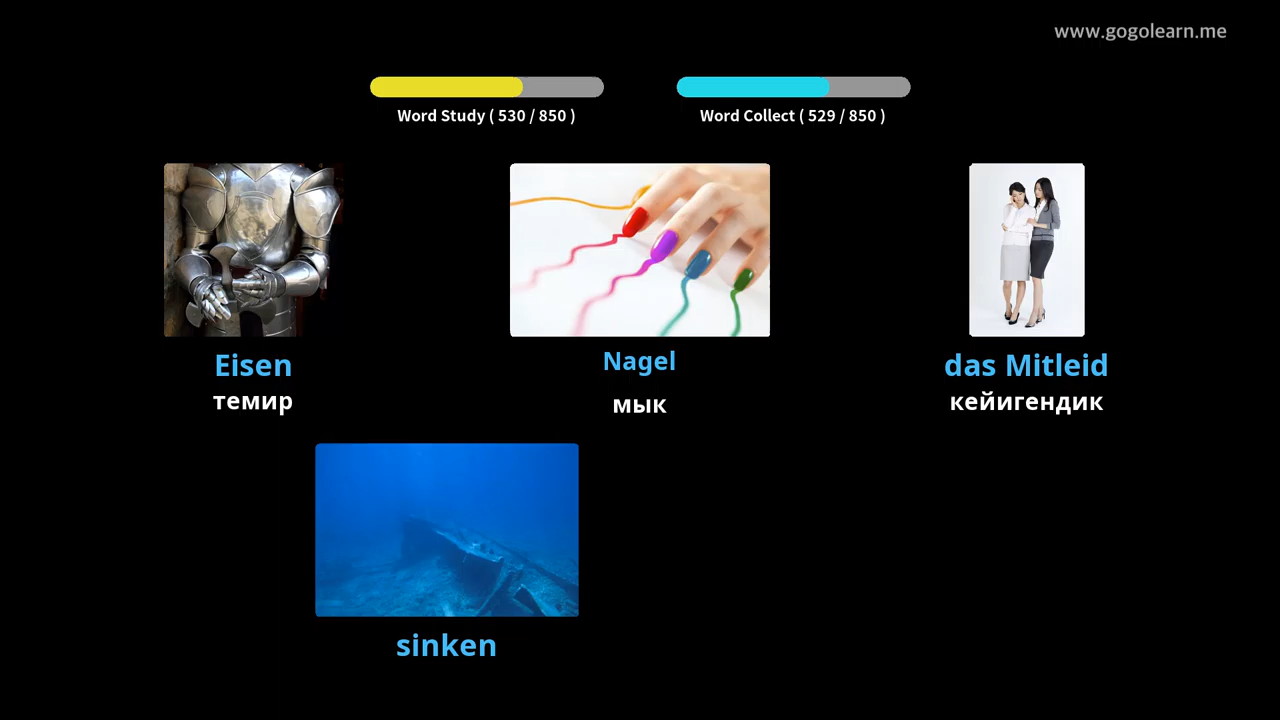 www.gogolearn.me
Word Study ( 530 / 850 )
Word Collect ( 529 / 850 )
Eisen
темир
Nagel
мык
das Mitleid
кейигендик
sinken